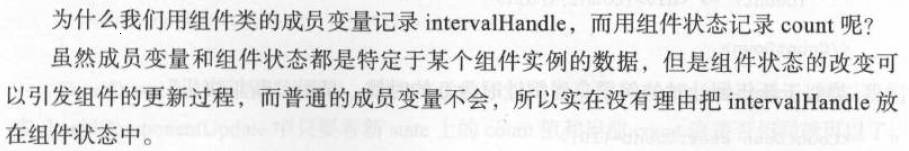 为什么我们用组件类的成员变量记录 intervalHandle，而用组件状态记录 count 呢？
虽然成员变量和组件状态都是特定于某个组件实例的数据，但是组件状态的改变可
以引发组件的更新过程，而普通的成员变量不会，所以实在没有理由把 intervalHandle 放
在组件状态中。